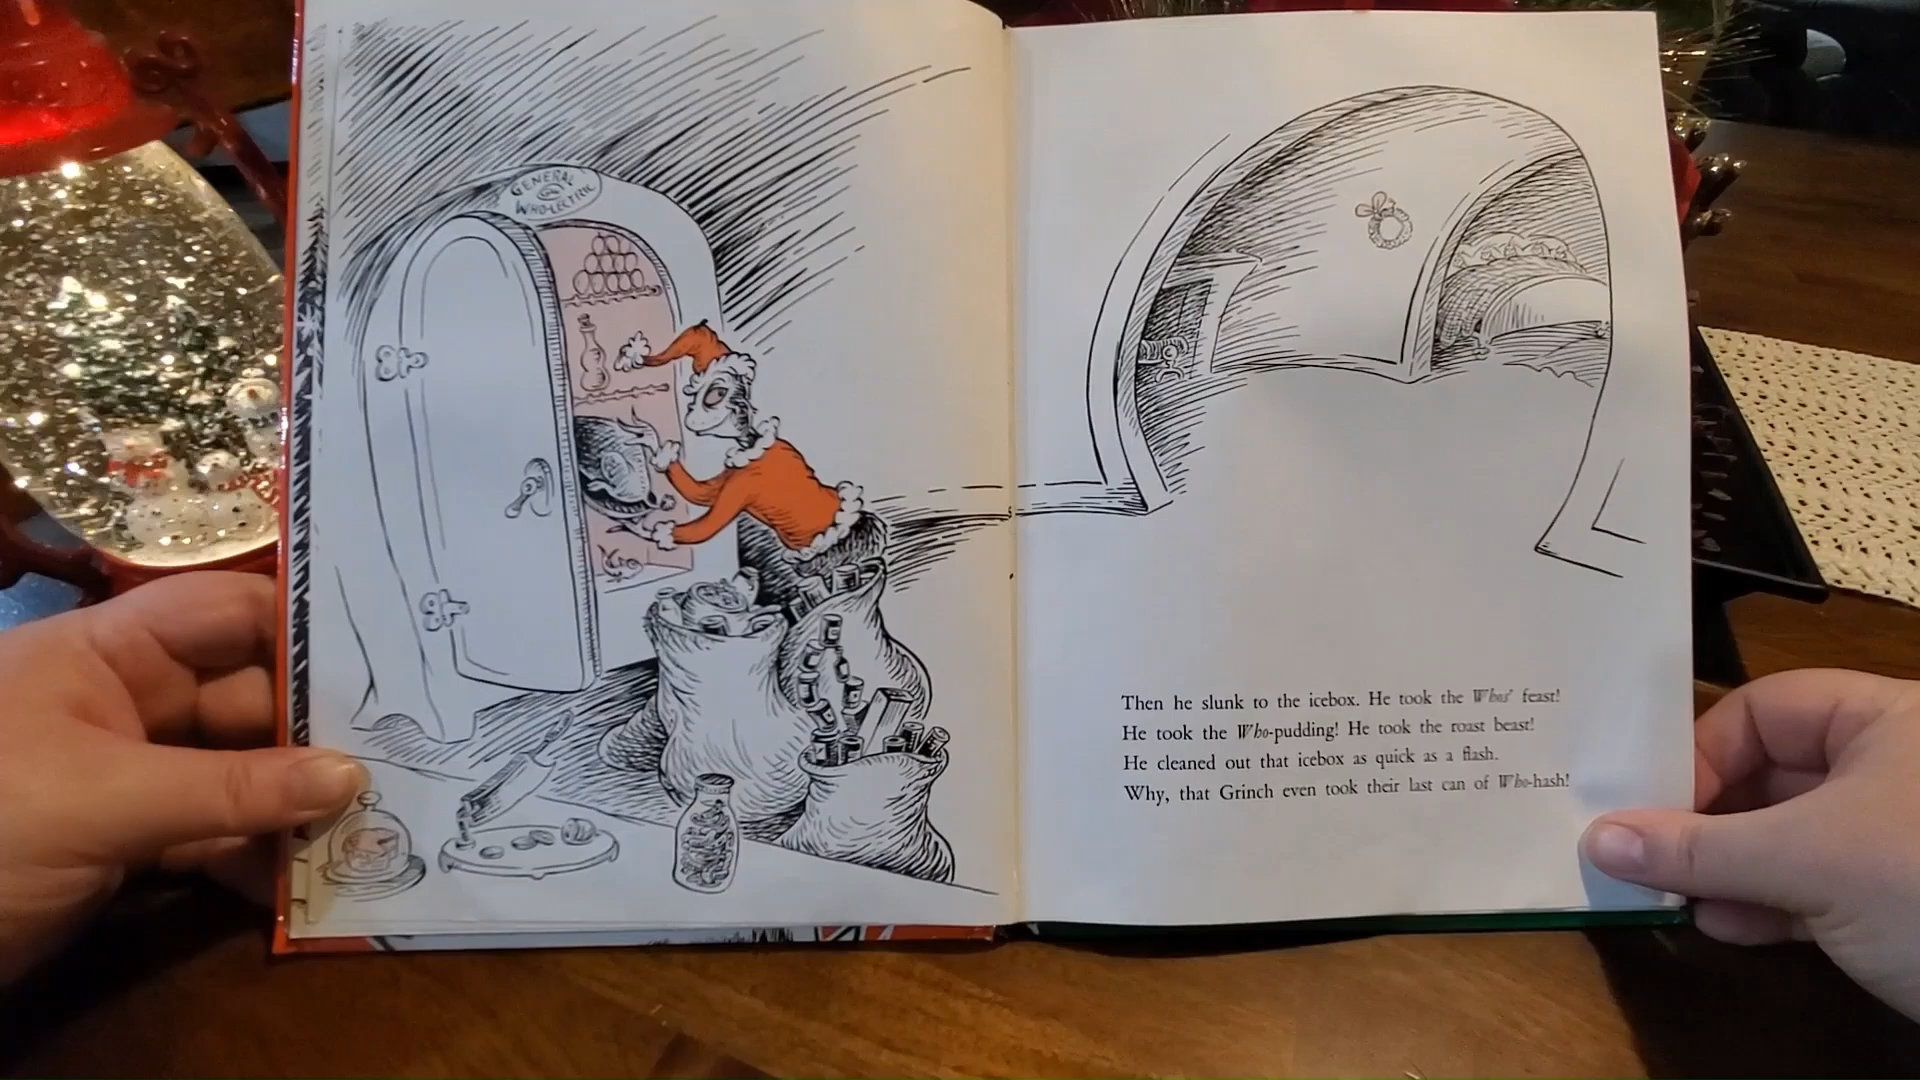 GENERAL
GW
WHO-LECTRIC
Then he slunk to the icebox. He took the Whos' feast!
He took the Who-pudding! He took the roast beast!
He cleaned out that icebox as quick as a flash.
Why, that Grinch even took their last can of Who-hash!